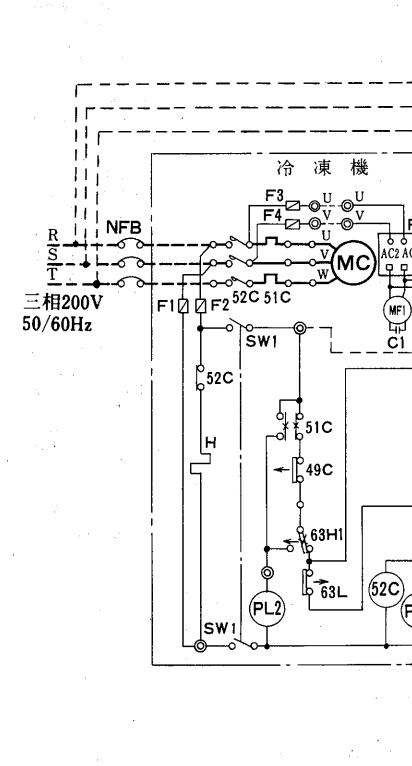 冷凍機
F3 U U
F4 V V
NFB
R
S
T
U
V
W
MC
AC2
MF1
C1
三相200V
50/60Hz
F1 F2
52C 51C
SW1
52C
51C
H
49C
63H1
63L
52C
PL2
SW1